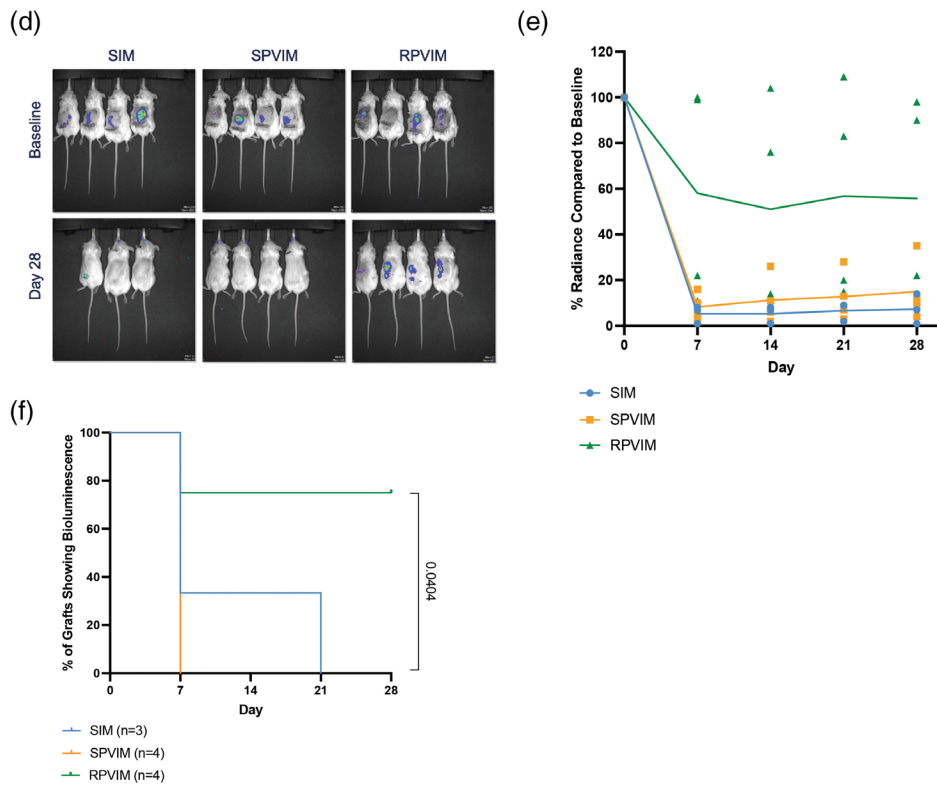 (d)
SIM
SPVIM
RPVIM
Baseline
Day 28
(e)
% Radiance Compared to Baseline
120
100
80
60
40
20
0
0
7
14
21
28
Day
SIM
SPVIM
RPVIM
(f)
% of Grafts Showing Bioluminescence
100
80
60
40
20
0
0
7
14
21
28
Day
0.0404
SIM (n=3)
SPVIM (n=4)
RPVIM (n=4)